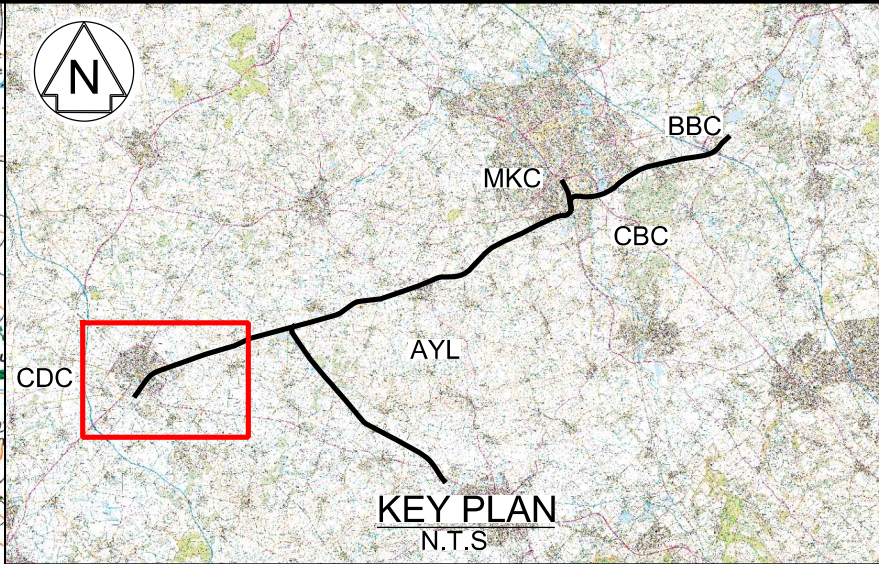 N
BBC
MKC
CBC
AYL
CDC
KEY PLAN
N.T.S